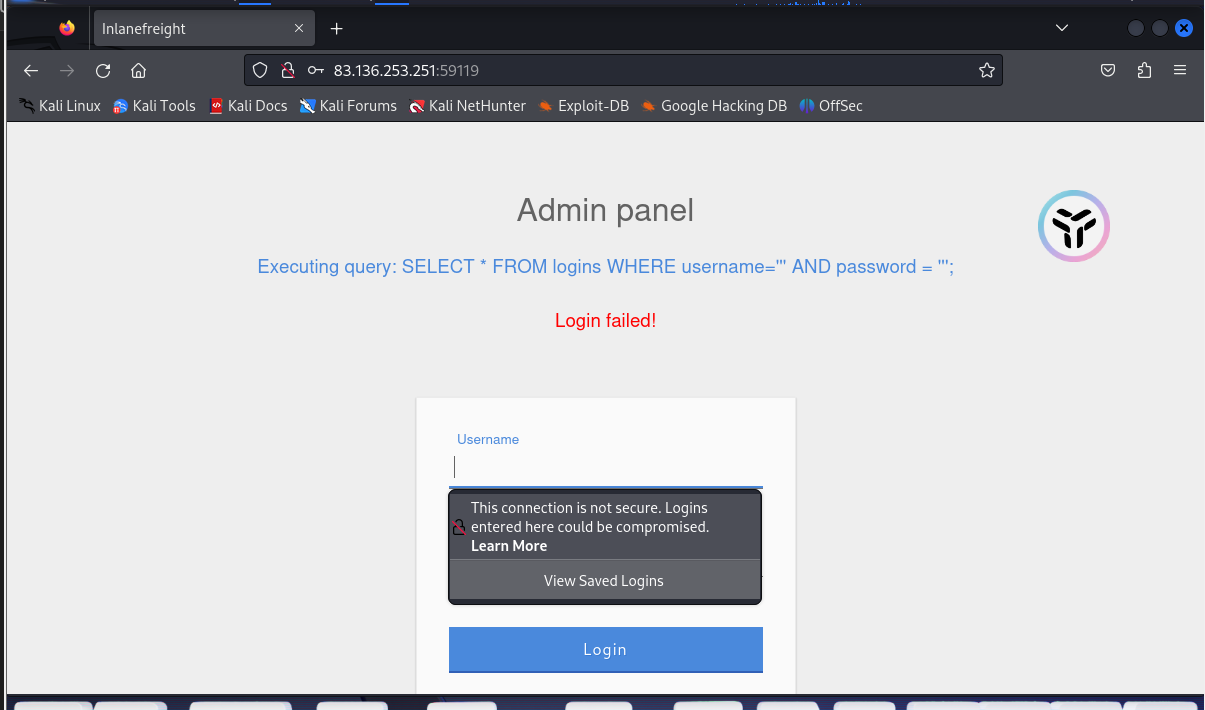 Inlanefreight
83.136.253.251:59119
Kali Linux Kali Tools Kali Docs Kali Forums Kali NetHunter Exploit-DB Google Hacking DB OffSec
Admin panel
Executing query: SELECT * FROM logins WHERE username=''' AND password = ''';
Login failed!
Username
This connection is not secure. Logins
entered here could be compromised.
Learn More
View Saved Logins
Login